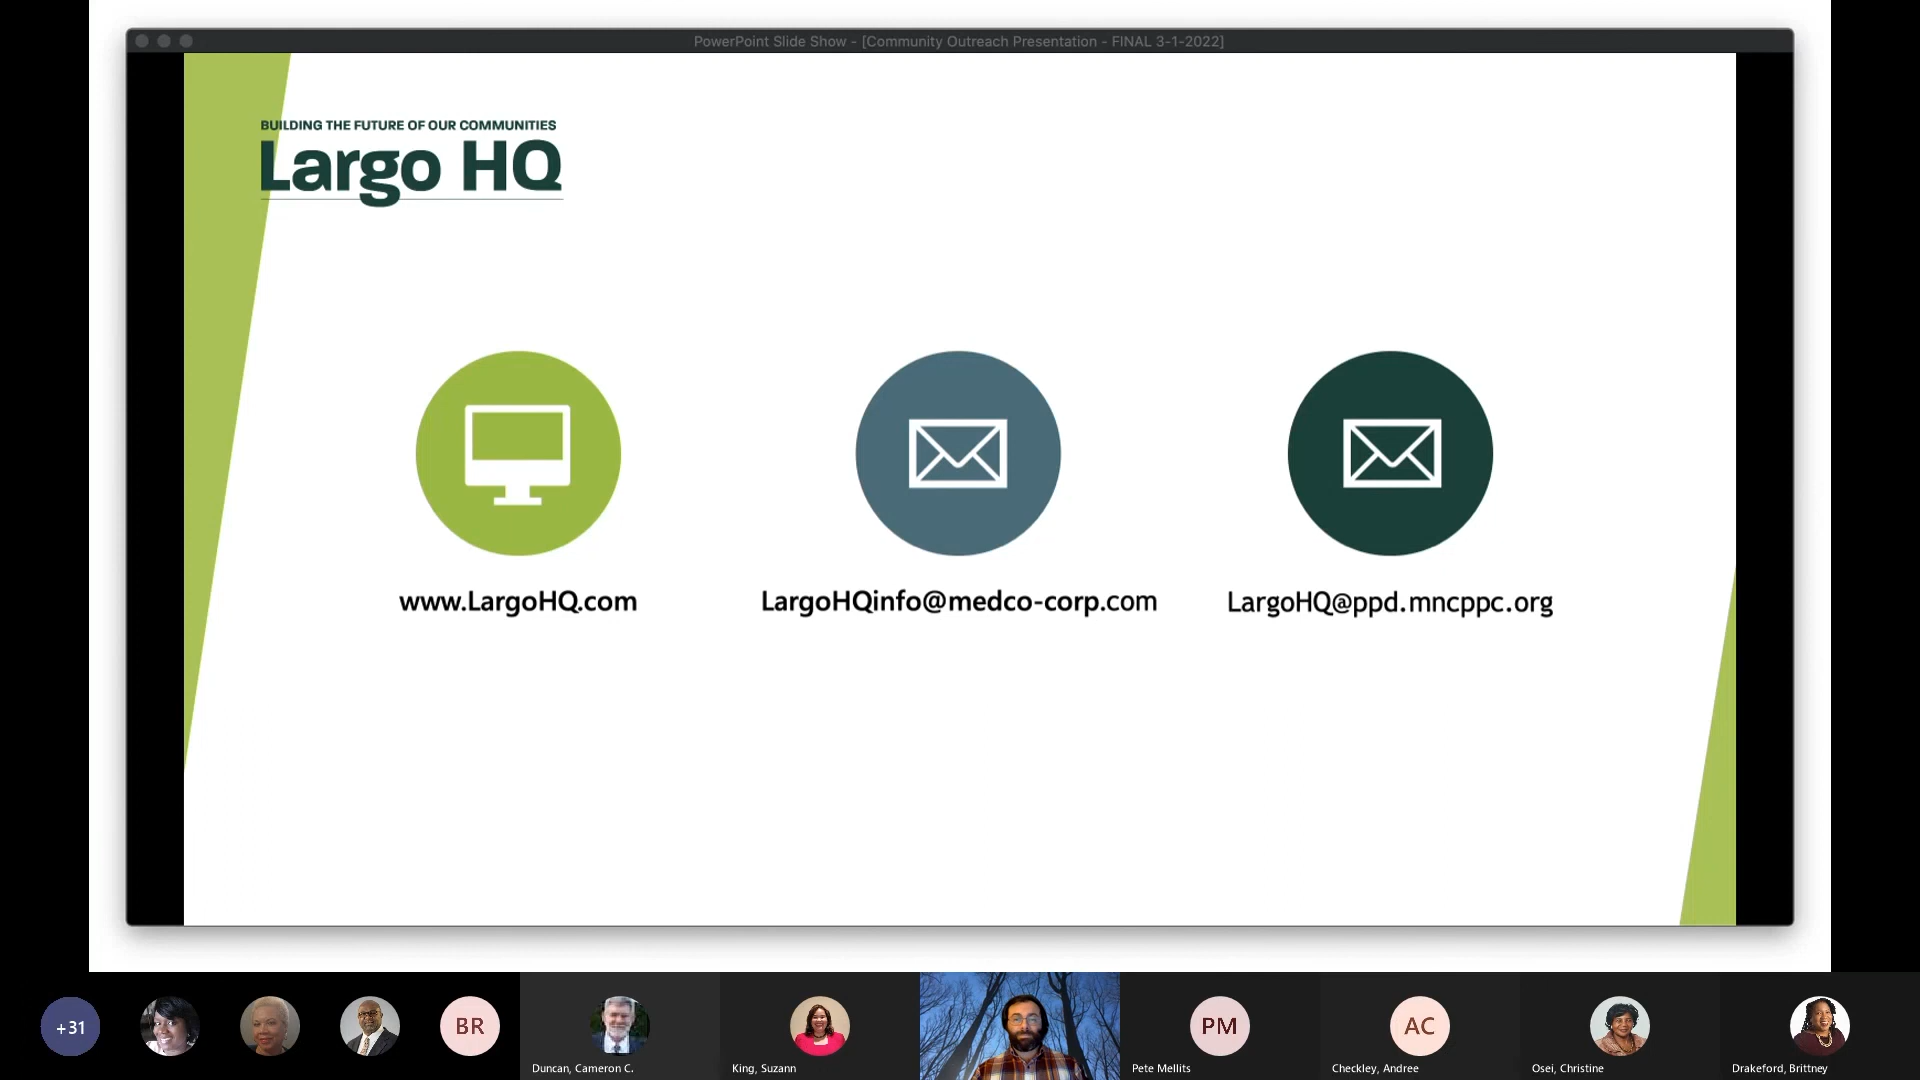 PowerPoint Slide Show - [Community Outreach Presentation - FINAL 3-1-2022]
BUILDING THE FUTURE OF OUR COMMUNITIES
Largo HQ
www.LargoHQ.com
LargoHQinfo@medco-corp.com
LargoHQ@ppd.mncppc.org
+31
BR
PM
AC
Duncan, Cameron C.
King, Suzann
Pete Mellits
Checkley, Andree
Osei, Christine
Drakeford, Brittney